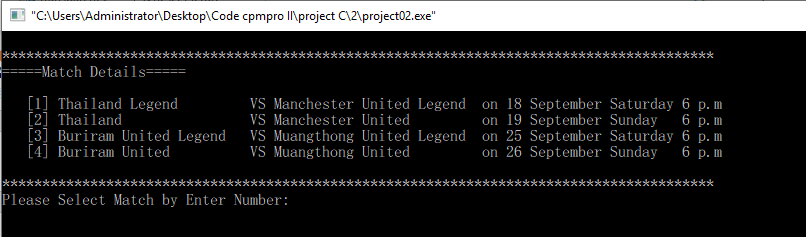 "C:\Users\Administrator\Desktop\Code cpmpro II\project C\2\project02.exe"
*****************************************************************************************
=====Match Details=====
[1] Thailand Legend VS Manchester United Legend on 18 September Saturday 6 p.m
[2] Thailand VS Manchester United on 19 September Sunday 6 p.m
[3] Buriram United Legend VS Muangthong United Legend on 25 September Saturday 6 p.m
[4] Buriram United VS Muangthong United on 26 September Sunday 6 p.m
*****************************************************************************************
Please Select Match by Enter Number: